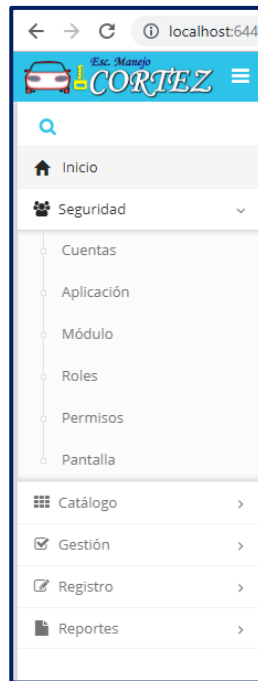 localhost:644
Esc. Manejo
CORTEZ
Inicio
Seguridad
Cuentas
Aplicación
Módulo
Roles
Permisos
Pantalla
Catálogo
Gestión
Registro
Reportes